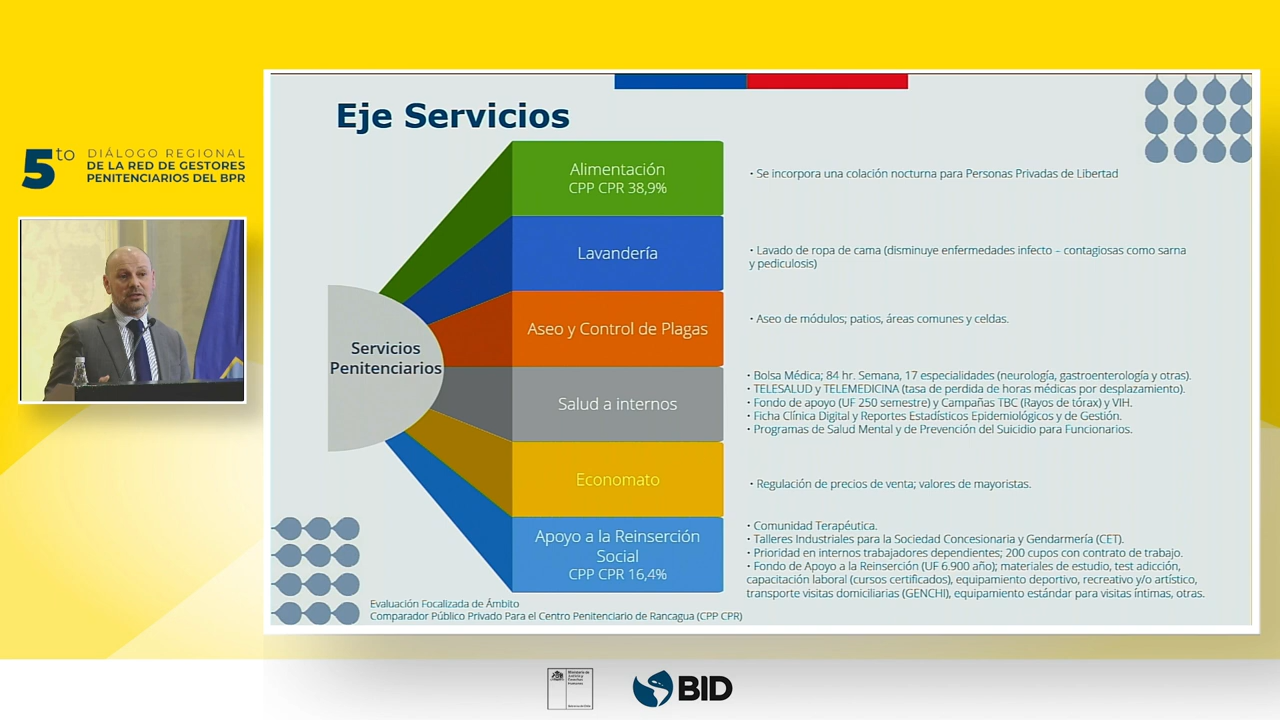 5to
DIÁLOGO REGIONAL
DE LA RED DE GESTORES
PENITENCIARIOS DEL BPR
Eje Servicios
Servicios
Penitenciarios
Alimentación
CPP CPR 38,9%
• Se incorpora una colación nocturna para Personas Privadas de Libertad
Lavandería
• Lavado de ropa de cama (disminuye enfermedades infecto – contagiosas como sarna
y pediculosis)
Aseo y Control de Plagas
• Aseo de módulos; patios, áreas comunes y celdas.
Salud a internos
• Bolsa Médica; 84 hr. Semana, 17 especialidades (neurología, gastroenterología y otras).
• TELESALUD y TELEMEDICINA (tasa de perdida de horas médicas por desplazamiento).
• Fondo de apoyo (UF 250 semestre) y Campañas TBC (Rayos de tórax) y VIH.
• Ficha Clínica Digital y Reportes Estadísticos Epidemiológicos y de Gestión.
• Programas de Salud Mental y de Prevención del Suicidio para Funcionarios.
Economato
• Regulación de precios de venta; valores de mayoristas.
Apoyo a la Reinserción
Social
CPP CPR 16,4%
• Comunidad Terapéutica.
• Talleres Industriales para la Sociedad Concesionaria y Gendarmería (CET).
• Prioridad en internos trabajadores dependientes; 200 cupos con contrato de trabajo.
• Fondo de Apoyo a la Reinserción (UF 6.900 año); materiales de estudio, test adicción,
capacitación laboral (cursos certificados), equipamiento deportivo, recreativo y/o artístico,
transporte visitas domiciliarias (GENCHI), equipamiento estándar para visitas íntimas, otras.
Evaluación Focalizada de Ámbito
Comparador Público Privado Para el Centro Penitenciario de Rancagua (CPP CPR)
BID